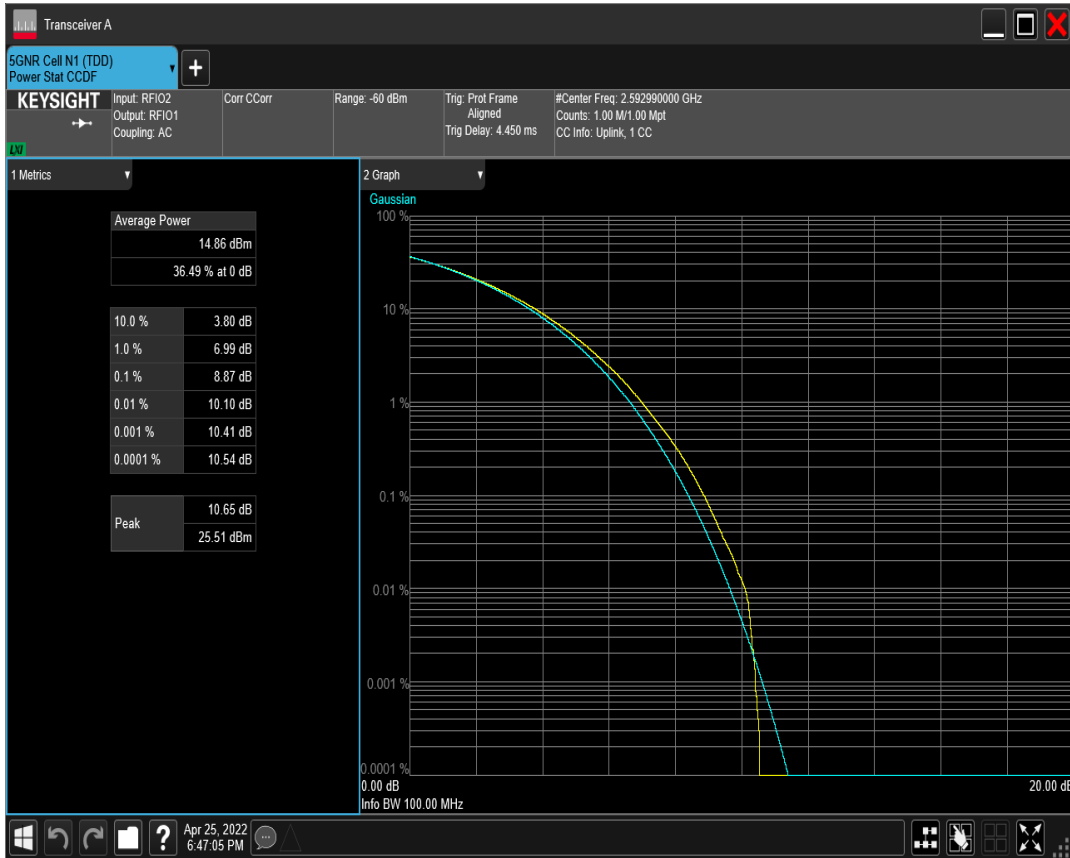 Transceiver A
5GNR Cell N1 (TDD)
Power Stat CCDF
+
KEYSIGHT
LXI
Input: RFIO2
Output: RFIO1
Coupling: AC
Corr CCorr
Range: -60 dBm
Trig: Prot Frame
Aligned
Trig Delay: 4.450 ms
#Center Freq: 2.592990000 GHz
Counts: 1.00 M/1.00 Mpt
CC Info: Uplink, 1 CC
1 Metrics
Average Power
14.86 dBm
36.49 % at 0 dB
10.0 % 3.80 dB
1.0 % 6.99 dB
0.1 % 8.87 dB
0.01 % 10.10 dB
0.001 % 10.41 dB
0.0001 % 10.54 dB
Peak
10.65 dB
25.51 dBm
2 Graph
Gaussian
100 %
10 %
1 %
0.1 %
0.01 %
0.001 %
0.0001 %
0.00 dB 20.00 dB
Info BW 100.00 MHz
?
Apr 25, 2022
6:47:05 PM